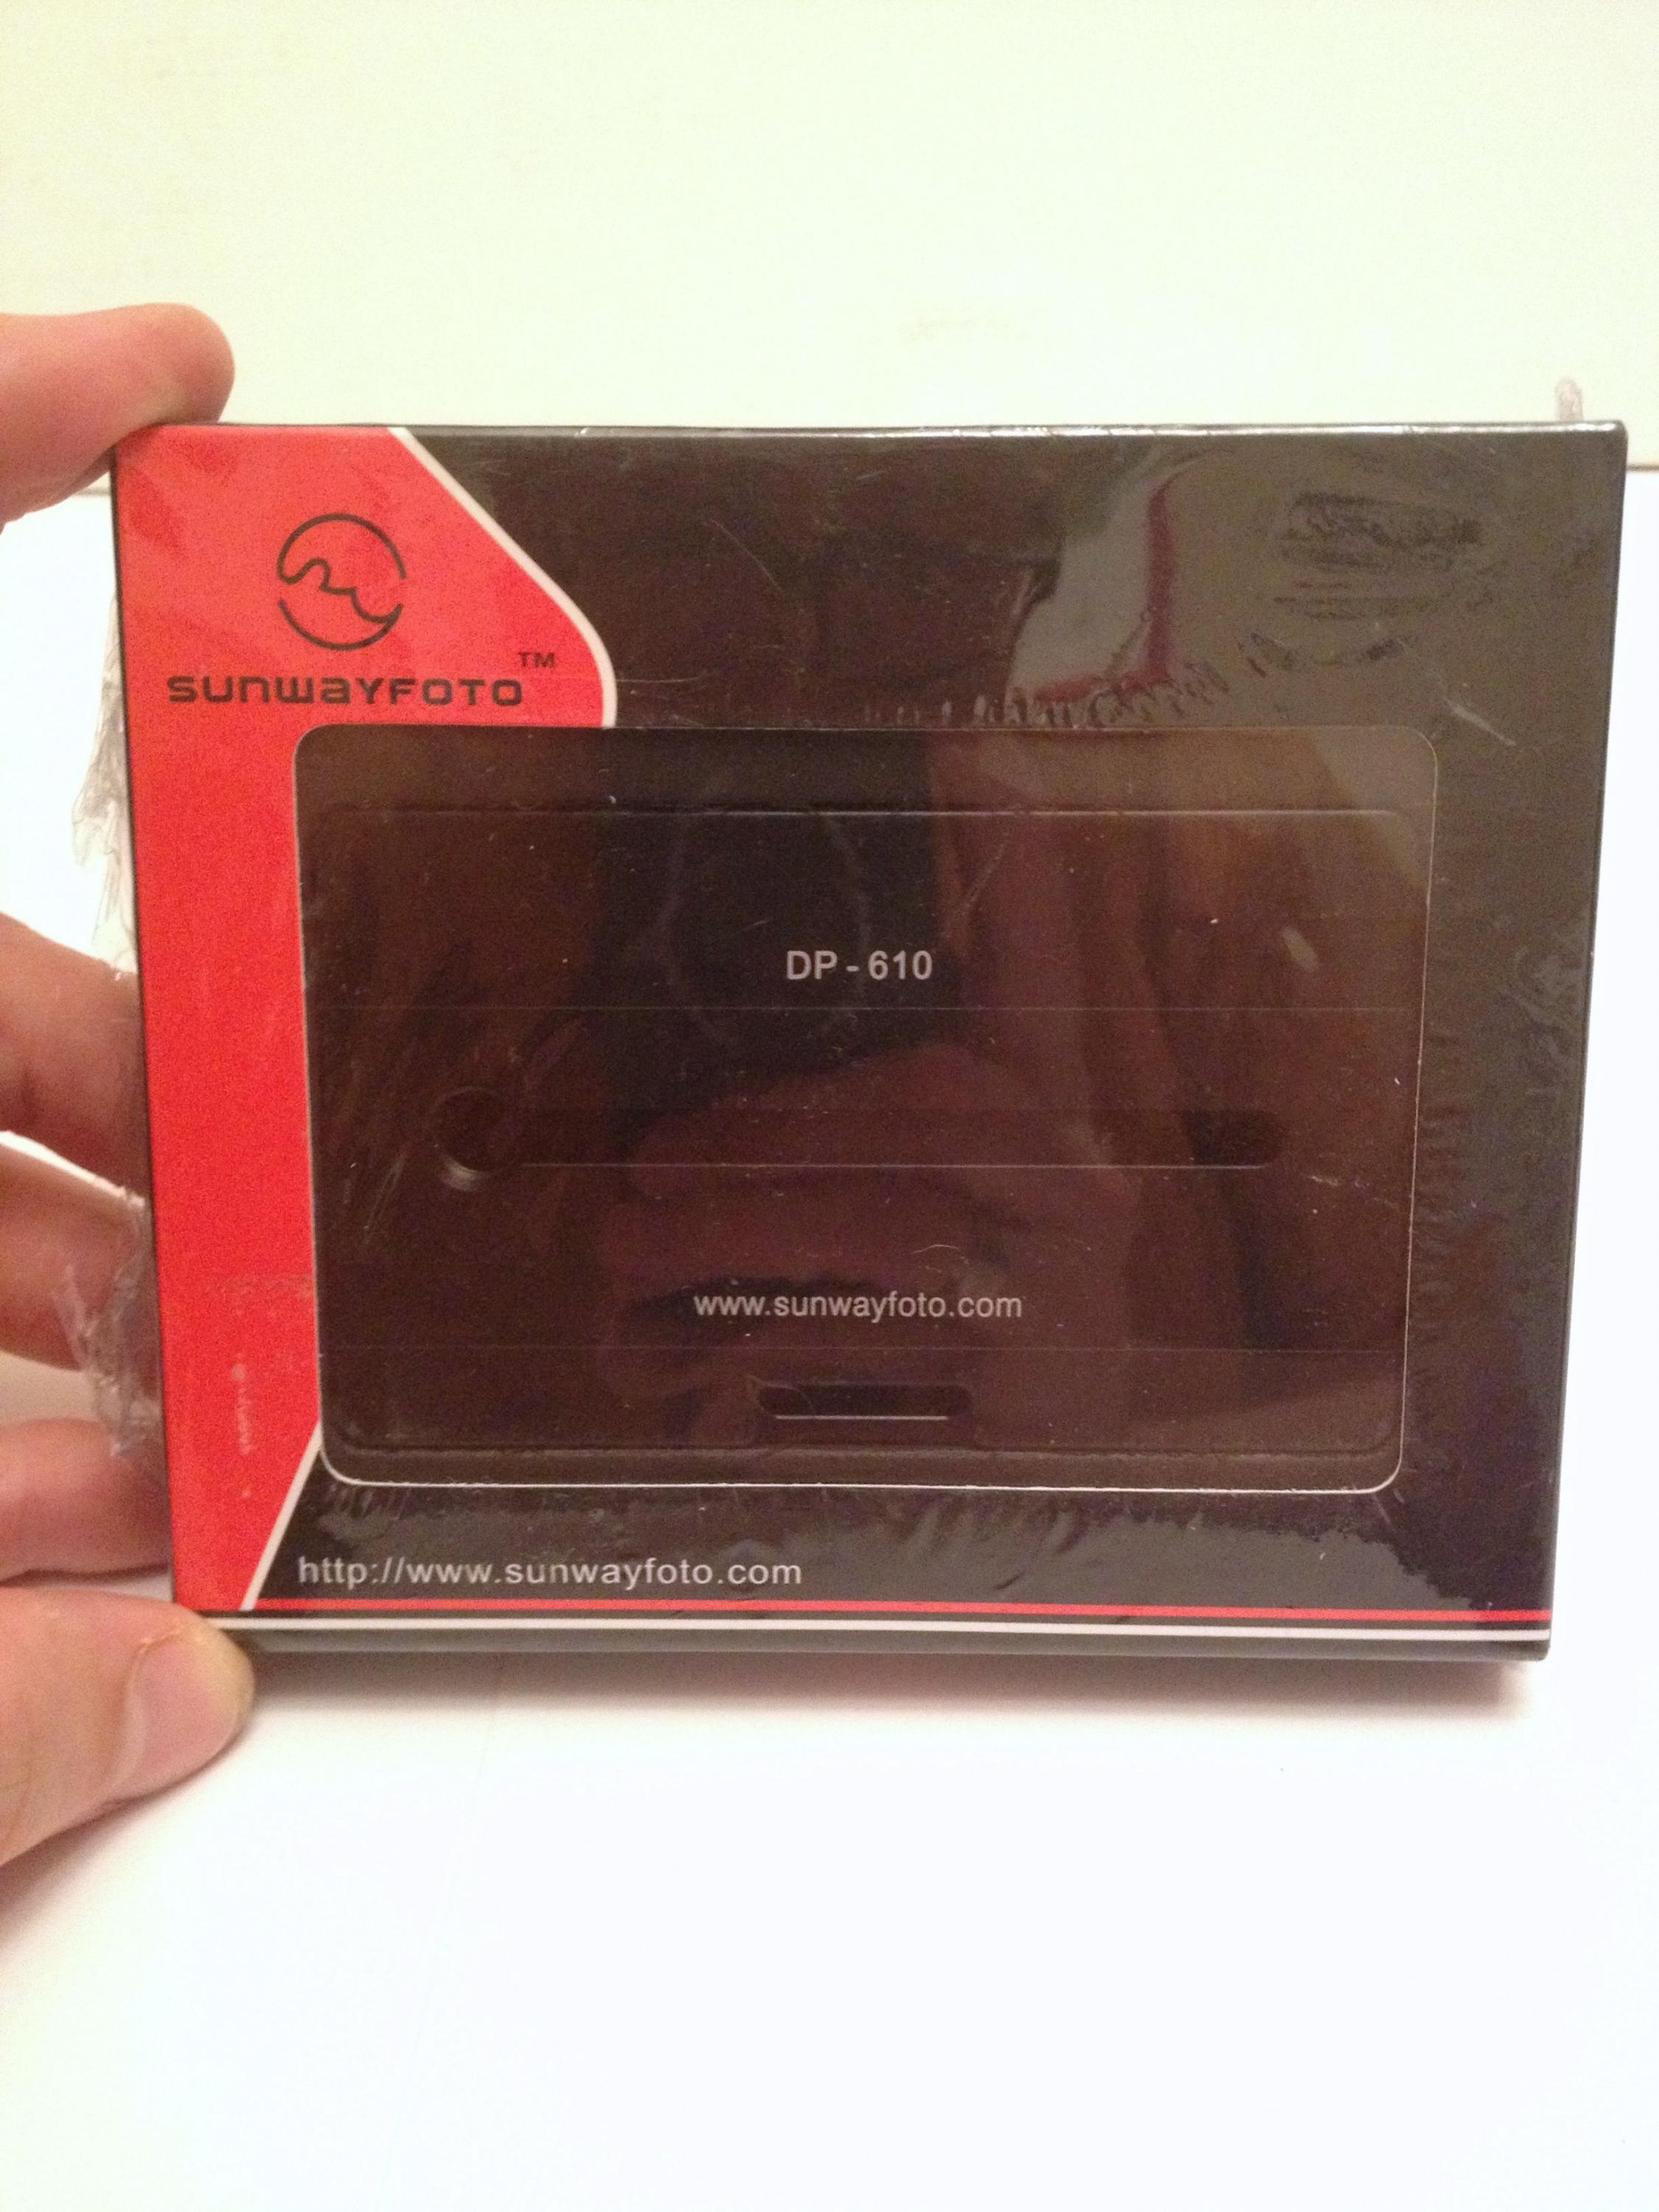 SUNWAYFOTO ™
DP - 610
www.sunwayfoto.com
http://www.sunwayfoto.com